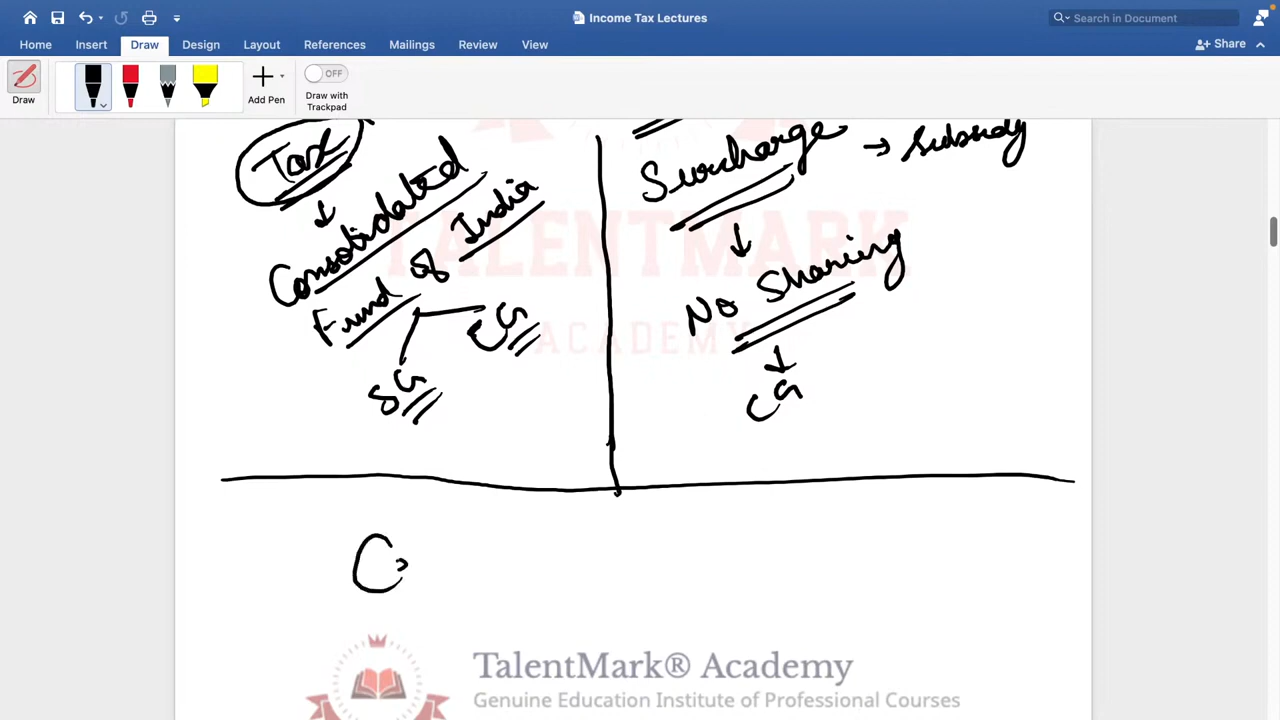 Income Tax Lectures
Search in Document
Home Insert Draw Design Layout References Mailings Review View
Share
Draw
Add Pen
OFF
Draw with
Trackpad
Tax
Consolidated
Fund of India
CG
SG
Surcharge → Subsidy
No Sharing
CG
C
TALENTMARK
ACADEMY
TalentMark® Academy
Genuine Education Institute of Professional Courses